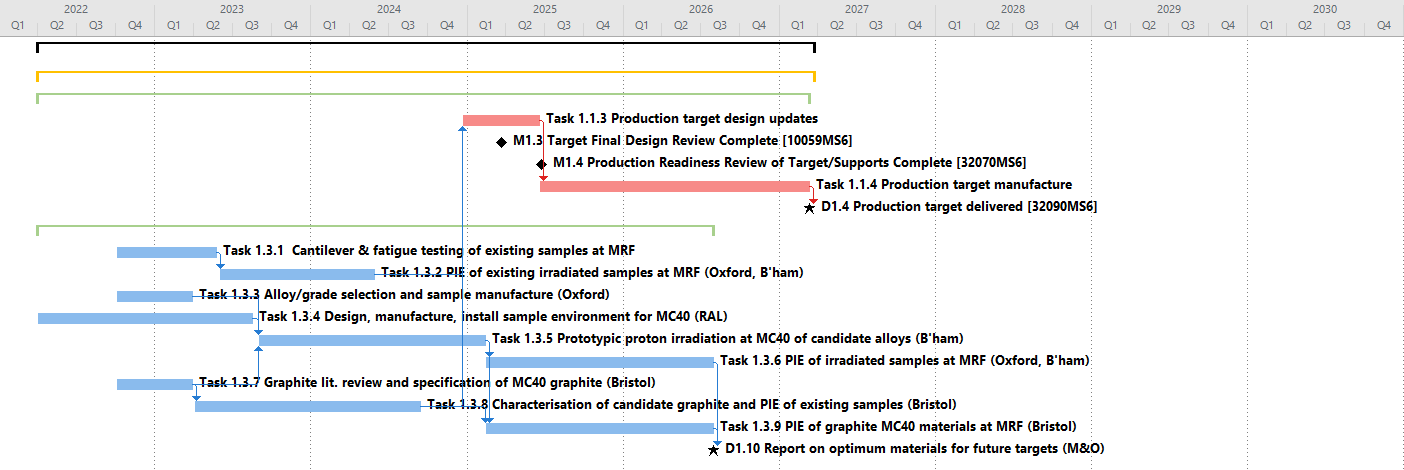 2022 2023 2024 2025 2026 2027 2028 2029 2030
Q1 Q2 Q3 Q4 Q1 Q2 Q3 Q4 Q1 Q2 Q3 Q4 Q1 Q2 Q3 Q4 Q1 Q2 Q3 Q4 Q1 Q2 Q3 Q4 Q1 Q2 Q3 Q4 Q1 Q2 Q3 Q4 Q1 Q2 Q3 Q4
Task 1.1.3 Production target design updates
M1.3 Target Final Design Review Complete [10059MS6]
M1.4 Production Readiness Review of Target/Supports Complete [32070MS6]
Task 1.1.4 Production target manufacture
D1.4 Production target delivered [32090MS6]
Task 1.3.1 Cantilever & fatigue testing of existing samples at MRF
Task 1.3.2 PIE of existing irradiated samples at MRF (Oxford, B'ham)
Task 1.3.3 Alloy/grade selection and sample manufacture (Oxford)
Task 1.3.4 Design, manufacture, install sample environment for MC40 (RAL)
Task 1.3.5 Prototypic proton irradiation at MC40 of candidate alloys (B'ham)
Task 1.3.6 PIE of irradiated samples at MRF (Oxford, B'ham)
Task 1.3.7 Graphite lit. review and specification of MC40 graphite (Bristol)
Task 1.3.8 Characterisation of candidate graphite and PIE of existing samples (Bristol)
Task 1.3.9 PIE of graphite MC40 materials at MRF (Bristol)
D1.10 Report on optimum materials for future targets (M&O)